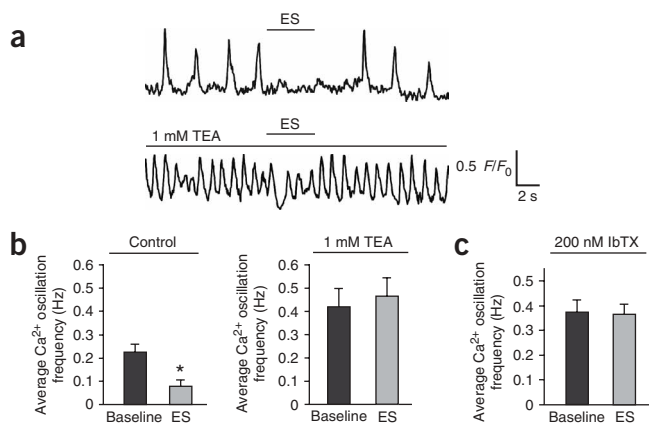 a
ES
ES
1 mM TEA
0.5 F/F0
2 s
b
Control
Average Ca2+ oscillation
frequency (Hz)
0.6
0.5
0.4
0.3
0.2
0.1
0
*
Baseline ES
1 mM TEA
Average Ca2+ oscillation
frequency (Hz)
0.6
0.5
0.4
0.3
0.2
0.1
0
Baseline ES
c
200 nM IbTX
Average Ca2+ oscillation
frequency (Hz)
0.5
0.4
0.3
0.2
0.1
0
Baseline ES